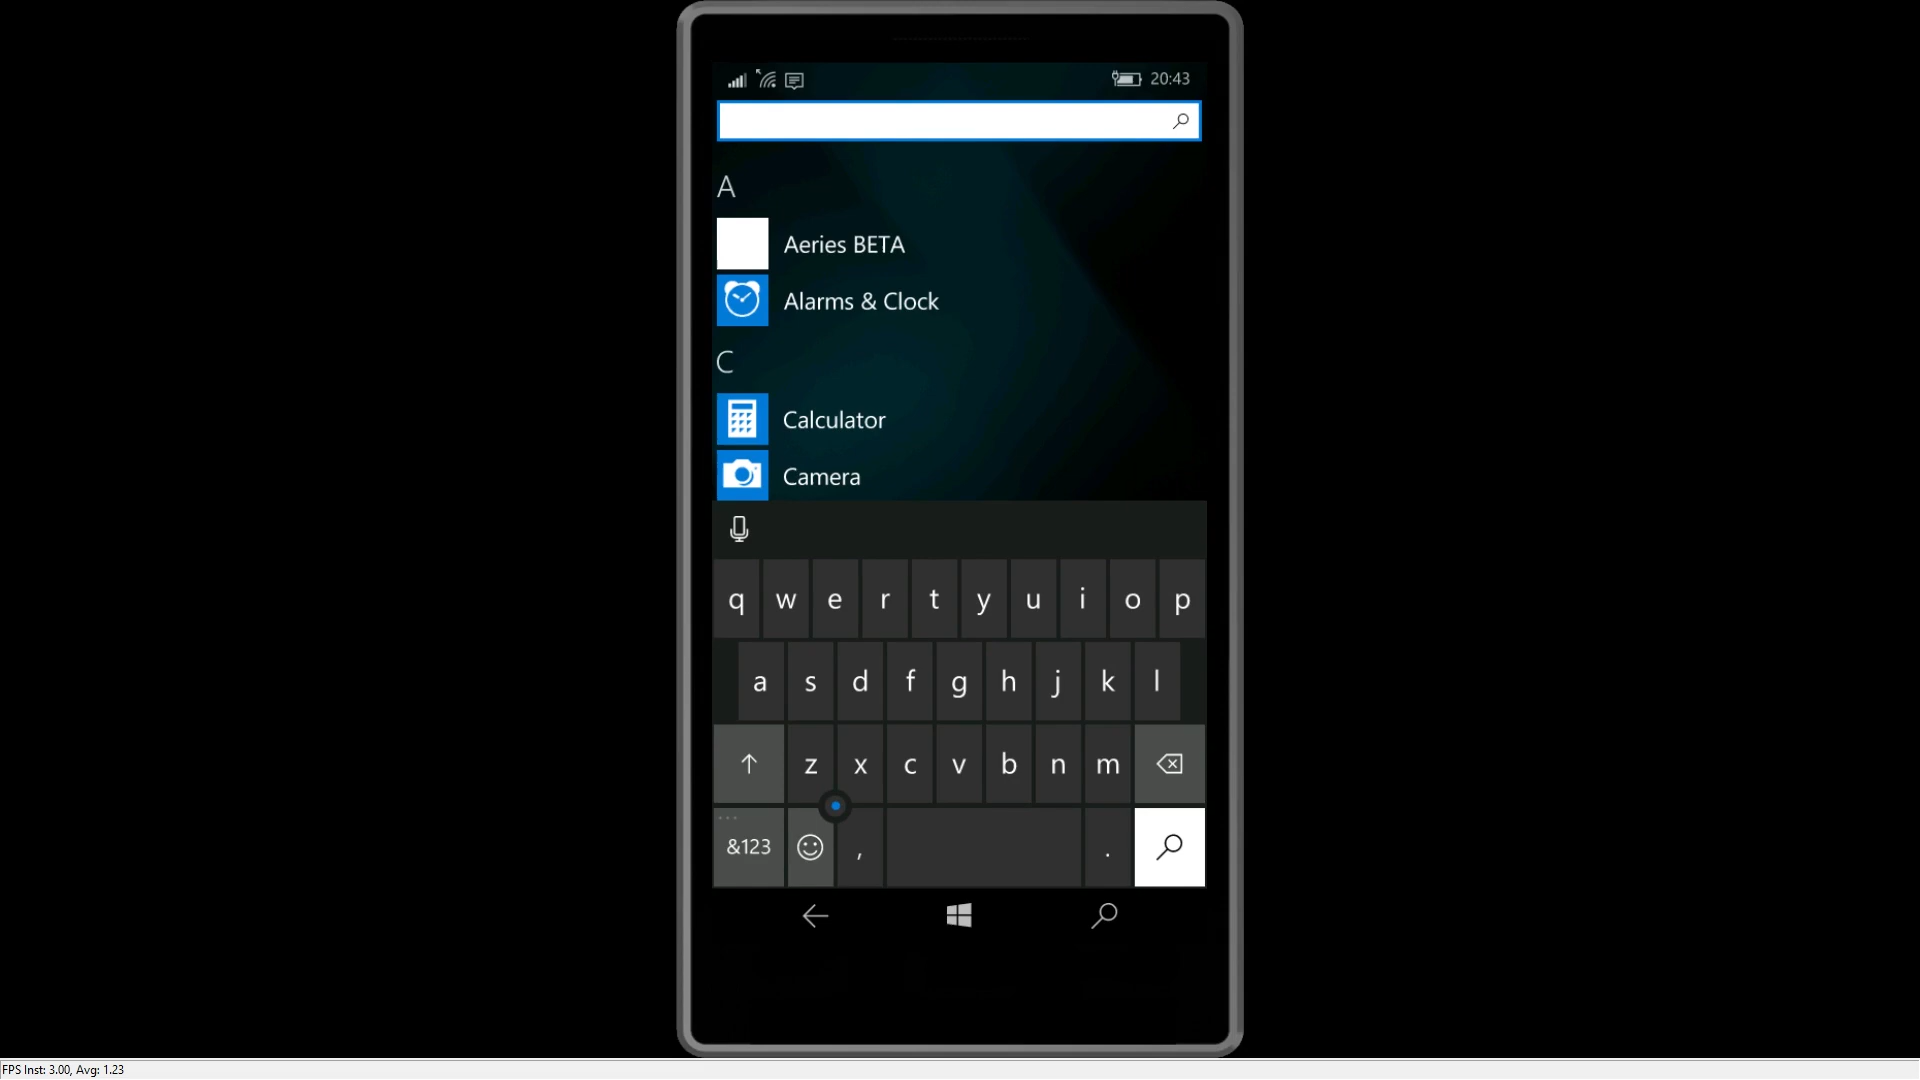 20:43
A
Aeries BETA
Alarms & Clock
C
Calculator
Camera
q w e r t y u i o p
a s d f g h j k l
z x c v b n m
&123 , .
FPS Inst: 3.00, Avg: 1.23